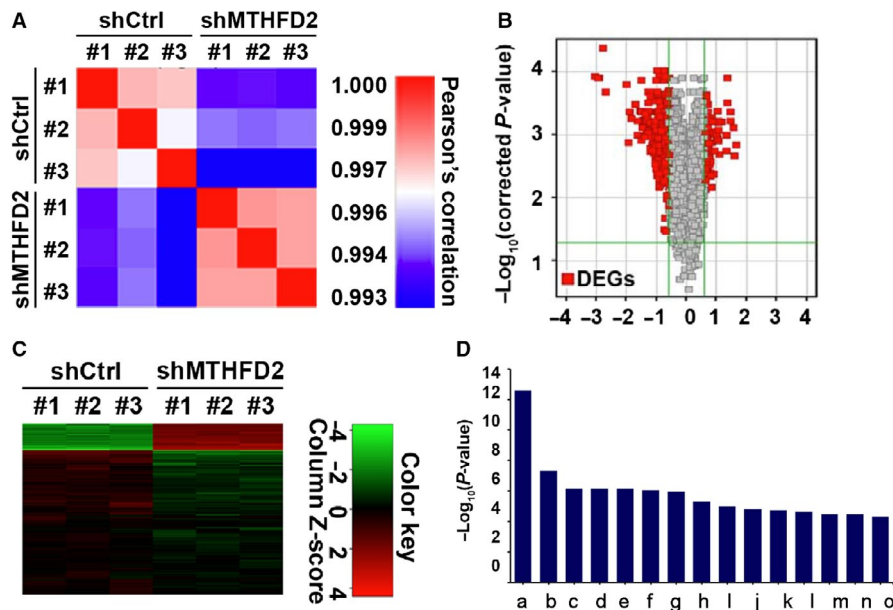 A
shCtrl shMTHFD2
#1 #2 #3 #1 #2 #3
shCtrl
#1
#2
#3
shMTHFD2
#1
#2
#3
1.000
0.999
0.997
0.996
0.994
0.993
Pearson's correlation
B
–Log10(corrected P-value)
4
3
2
1
DEGs
–4 –3 –2 –1 0 1 2 3 4
C
shCtrl shMTHFD2
#1 #2 #3 #1 #2 #3
Column Z-score
-4
-2
0
2
4
Color key
D
–Log10(P-value)
14
12
10
8
6
4
2
0
a b c d e f g h I j k l m n o